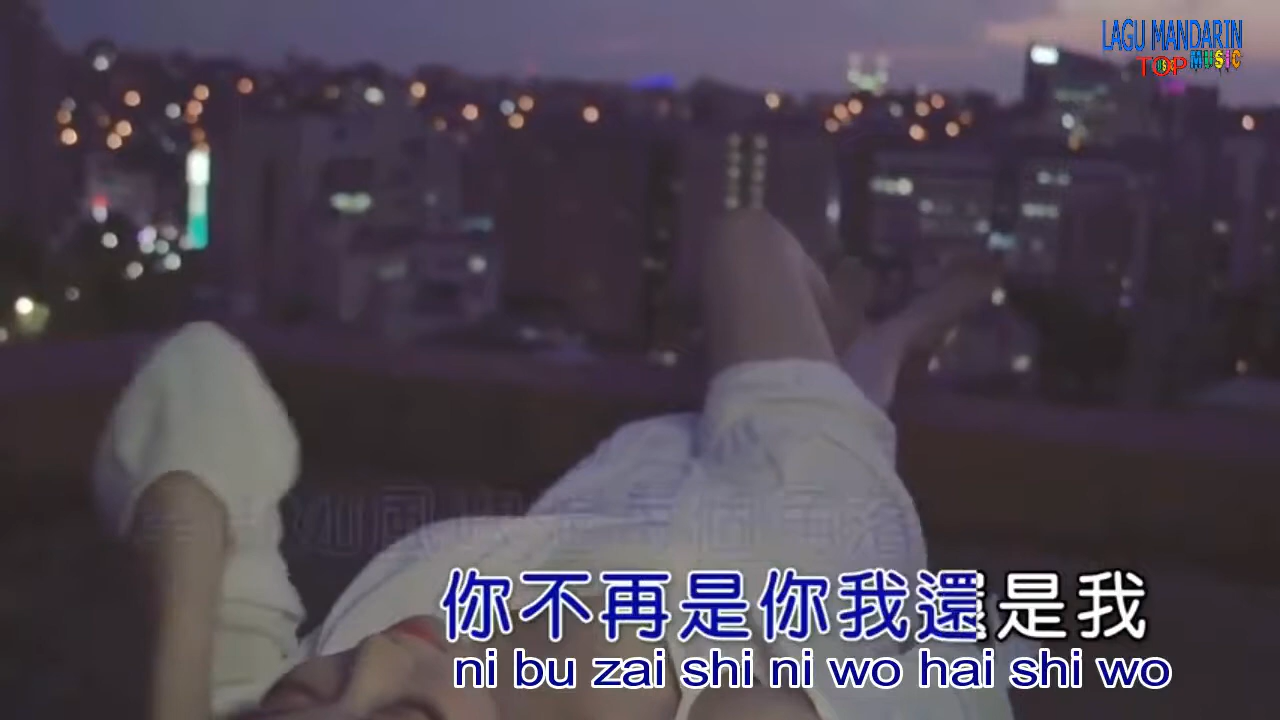 LAGU MANDARIN
TOP MUSIC
你不再是你我還是我
ni bu zai shi ni wo hai shi wo